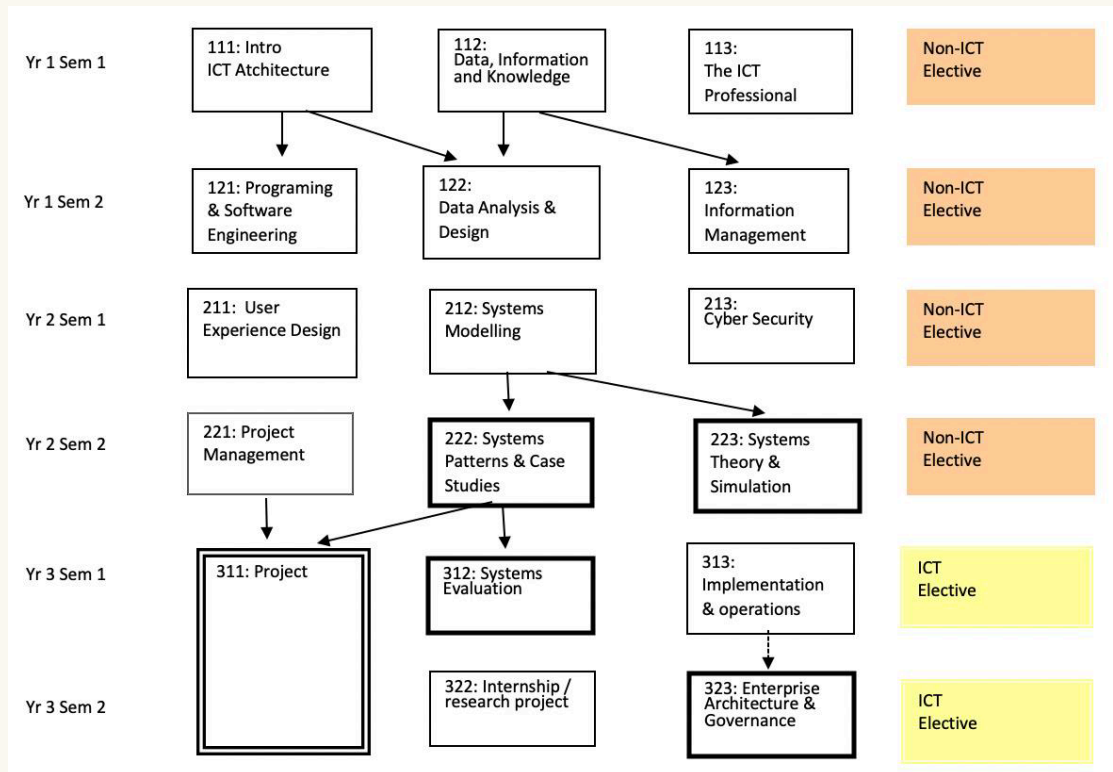 Yr 1 Sem 1
111: Intro
ICT Atchitecture
112:
Data, Information
and Knowledge
113:
The ICT
Professional
Non-ICT
Elective
Yr 1 Sem 2
121: Programing
& Software
Engineering
122:
Data Analysis &
Design
123:
Information
Management
Non-ICT
Elective
Yr 2 Sem 1
211: User
Experience Design
212: Systems
Modelling
213:
Cyber Security
Non-ICT
Elective
Yr 2 Sem 2
221: Project
Management
222: Systems
Patterns & Case
Studies
223: Systems
Theory &
Simulation
Non-ICT
Elective
Yr 3 Sem 1
311: Project
312: Systems
Evaluation
313:
Implementation
& operations
ICT
Elective
Yr 3 Sem 2
322: Internship /
research project
323: Enterprise
Architecture &
Governance
ICT
Elective